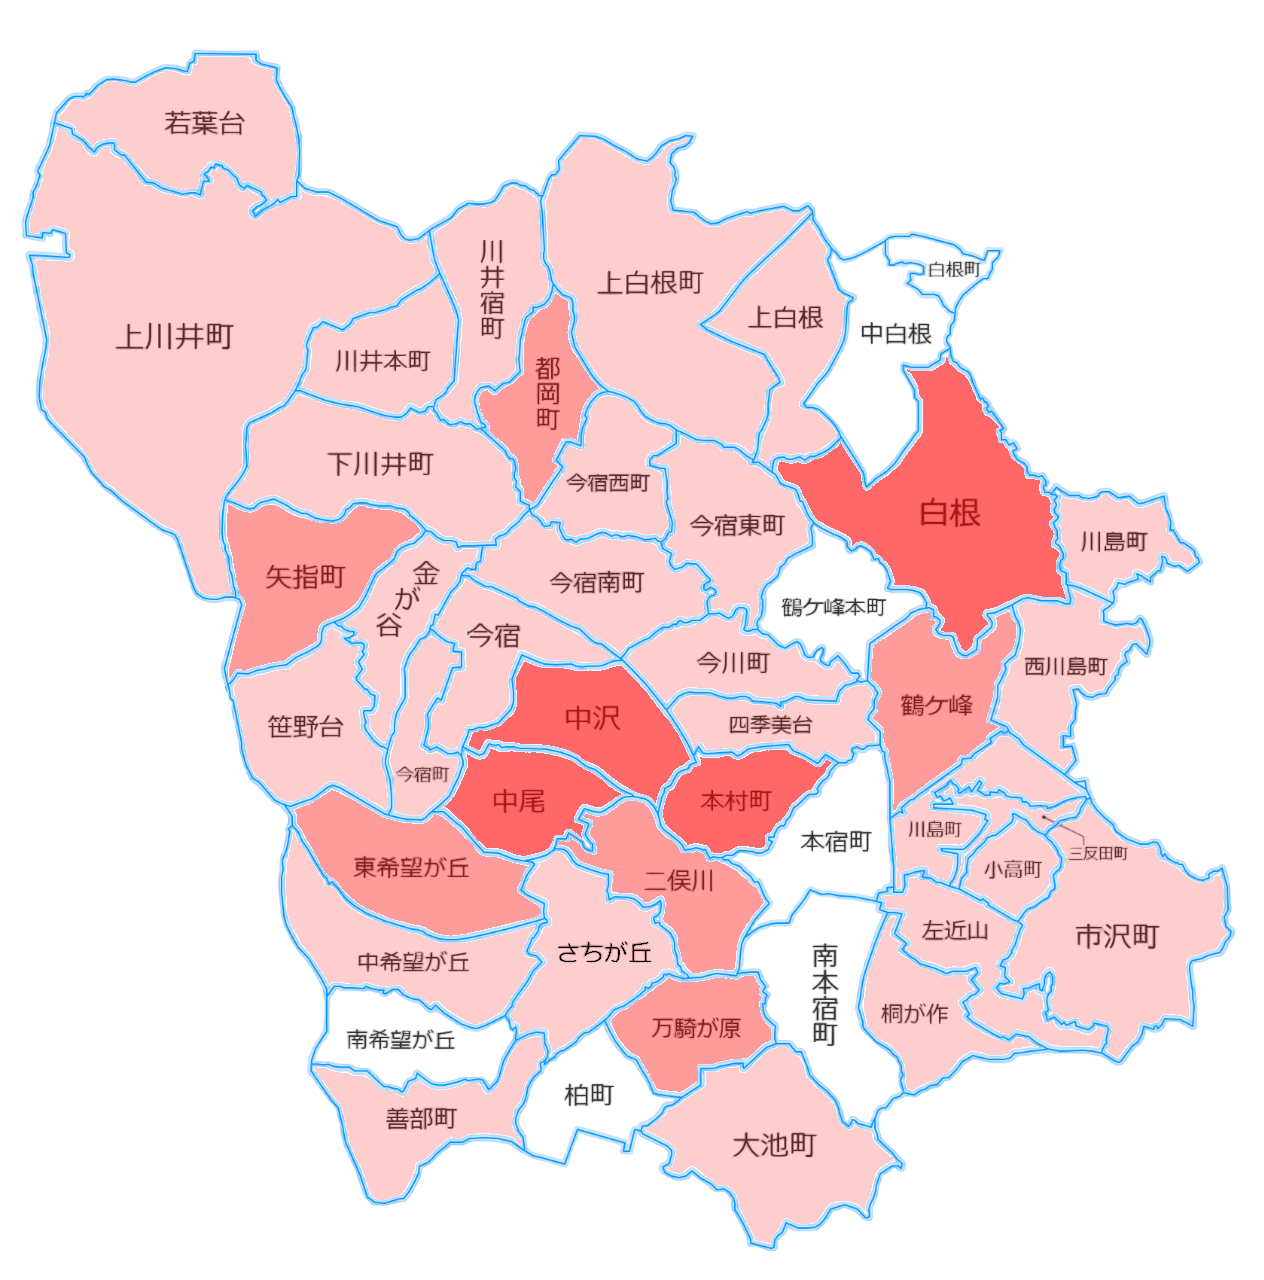 若葉台
上川井町
川井宿町
川井本町
上白根町
上白根
白根町
中白根
都岡町
下川井町
今宿西町
今宿東町
白根
川島町
矢指町
金が谷
今宿南町
鶴ケ峰本町
今宿
今川町
西川島町
笹野台
中沢
四季美台
鶴ケ峰
今宿町
中尾
本村町
本宿町
川島町
三反田町
小高町
東希望が丘
二俣川
左近山
市沢町
中希望が丘
さちが丘
南本宿町
桐が作
南希望が丘
万騎が原
柏町
善部町
大池町